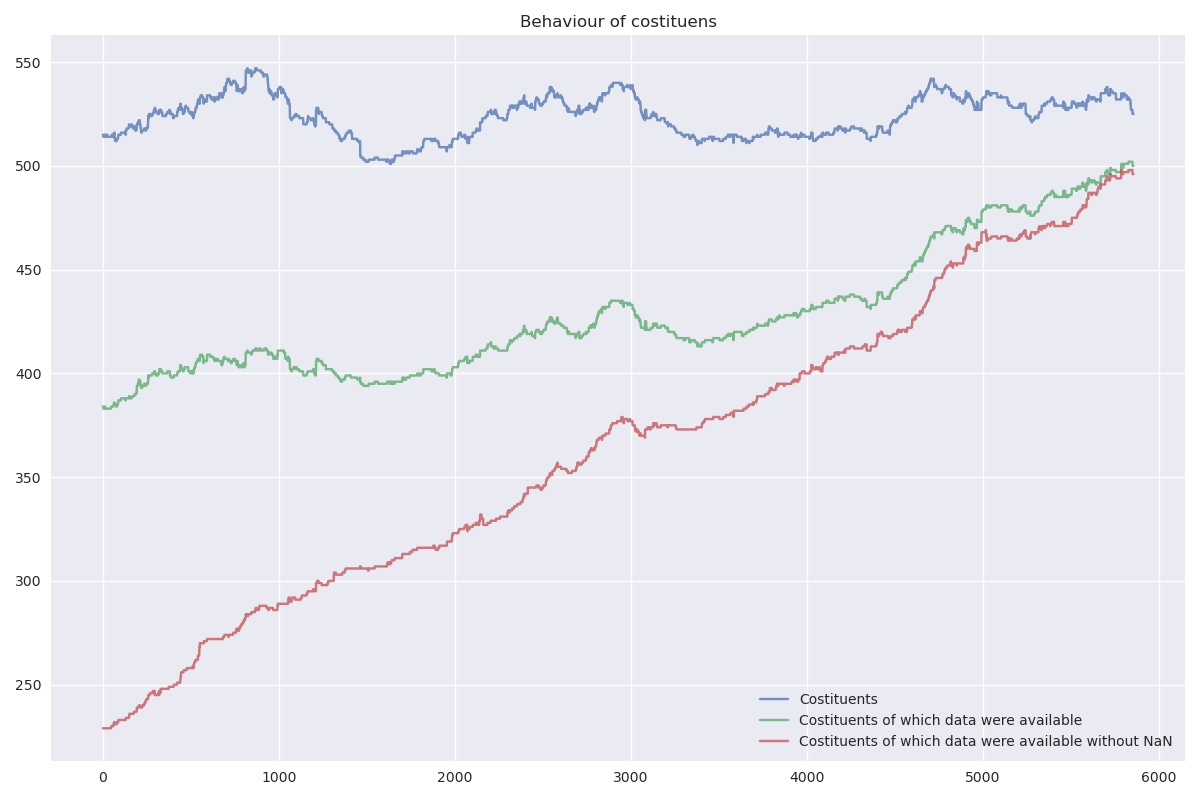 Behaviour of costituens
550
500
450
400
350
300
250
Costituents
Costituents of which data were available
Costituents of which data were available without NaN
0 1000 2000 3000 4000 5000 6000